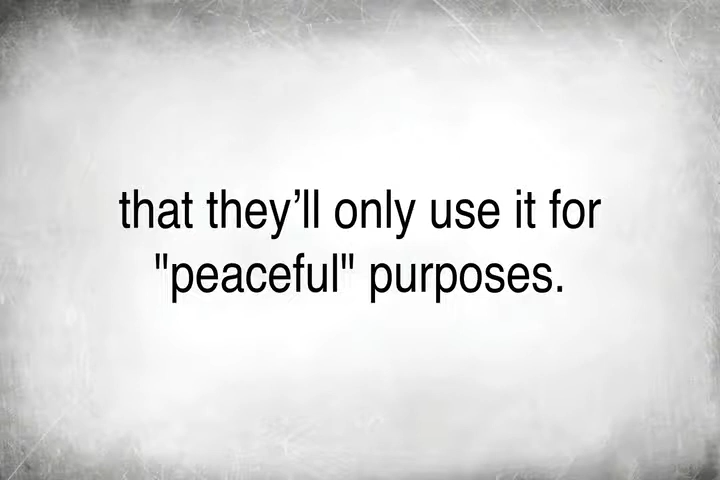 that they’ll only use it for
"peaceful" purposes.